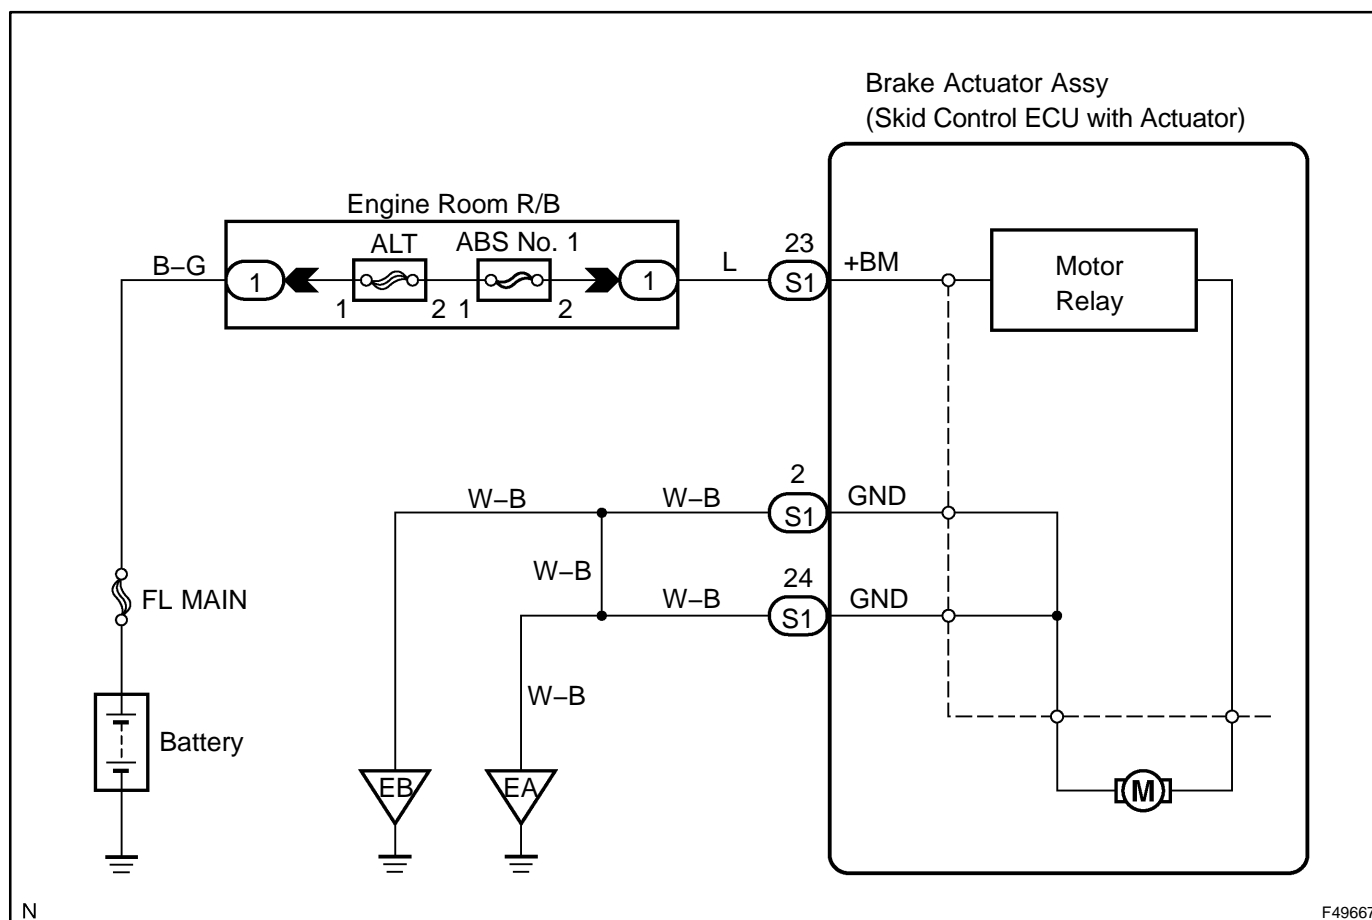 Brake Actuator Assy
(Skid Control ECU with Actuator)
Engine Room R/B
ALT
ABS No. 1
B–G
1
1
2
1
2
1
L
23
S1
+BM
Motor
Relay
2
S1
GND
W–B
W–B
W–B
24
S1
GND
W–B
W–B
FL MAIN
Battery
EB
EA
M
N
F49667